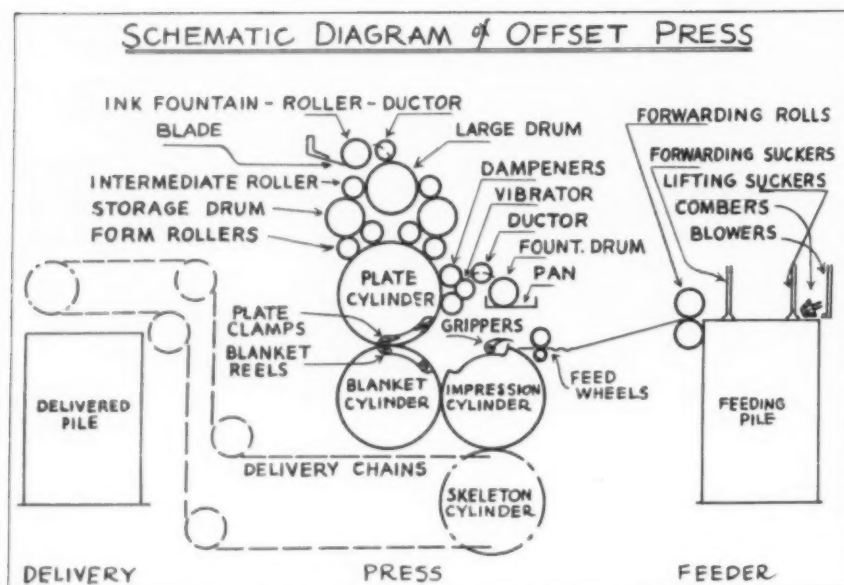 SCHEMATIC DIAGRAM of OFFSET PRESS
INK FOUNTAIN - ROLLER - DUCTOR
BLADE
LARGE DRUM
INTERMEDIATE ROLLER
STORAGE DRUM
FORM ROLLERS
DAMPENERS
VIBRATOR
DUCTOR
FOUNT. DRUM
PAN
FORWARDING ROLLS
FORWARDING SUCKERS
LIFTING SUCKERS
COMBERS
BLOWERS
PLATE
CYLINDER
PLATE
CLAMPS
BLANKET
REELS
GRIPPERS
FEED
WHEELS
BLANKET
CYLINDER
IMPRESSION
CYLINDER
DELIVERED
PILE
FEEDING
PILE
DELIVERY CHAINS
SKELETON
CYLINDER
DELIVERY
PRESS
FEEDER